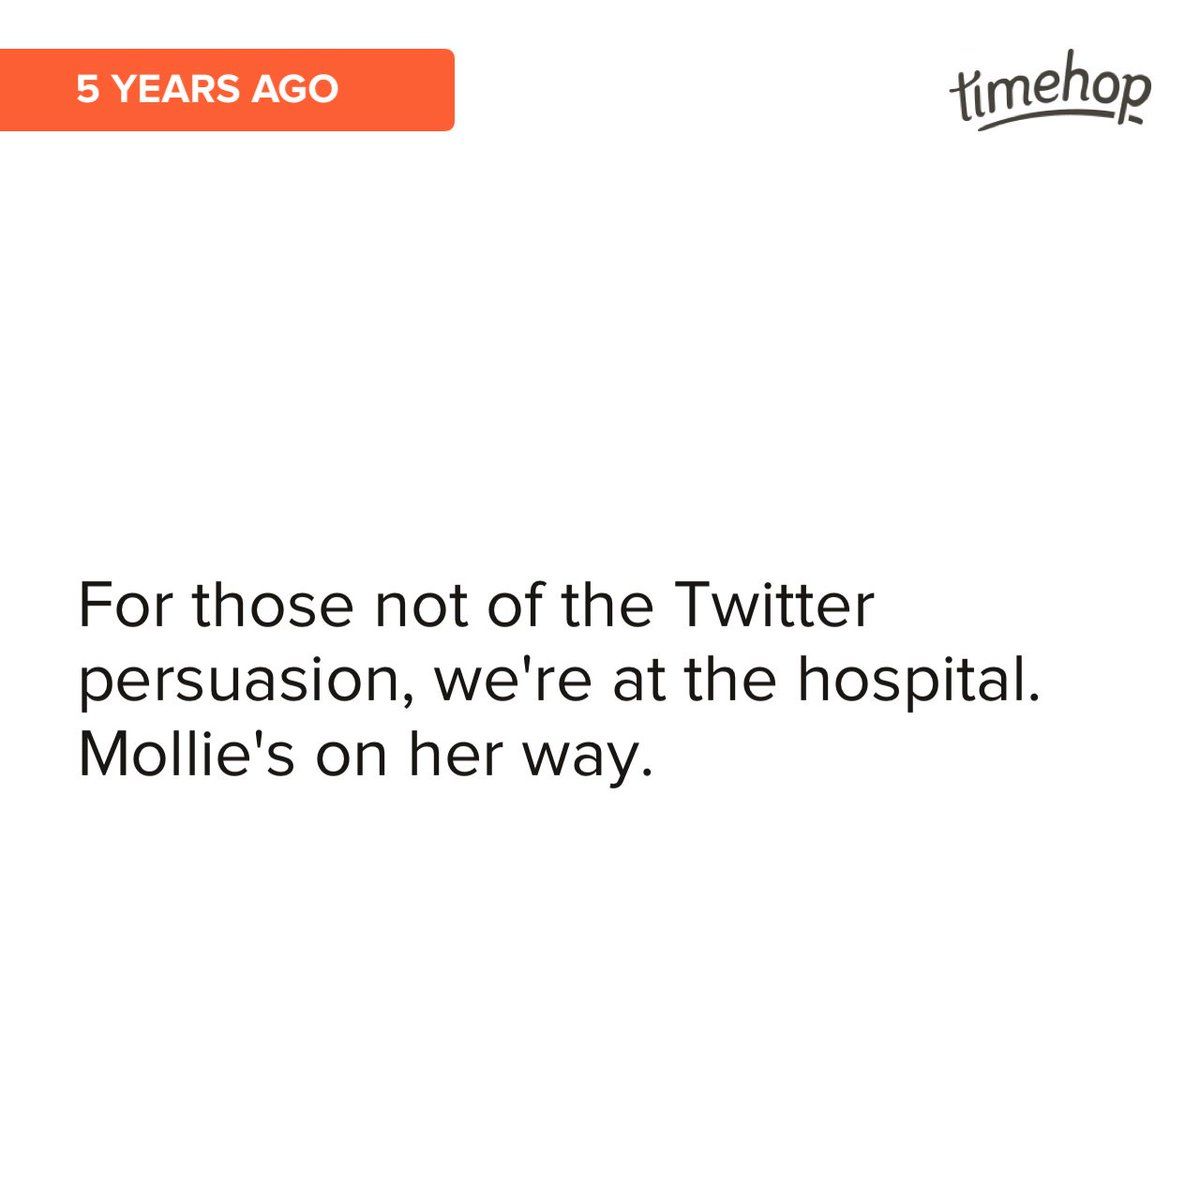 5 YEARS AGO
timehop
For those not of the Twitter
persuasion, we're at the hospital.
Mollie's on her way.